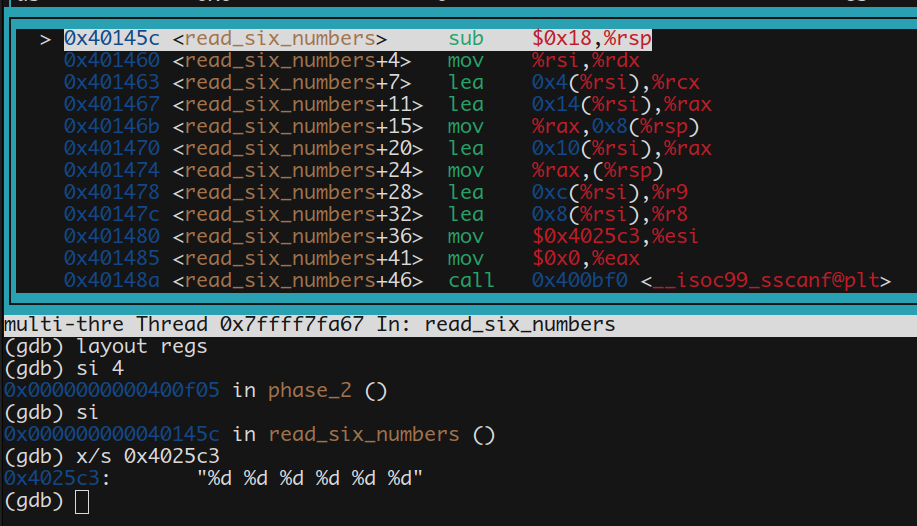 > 0x40145c <read_six_numbers> sub $0x18,%rsp
0x401460 <read_six_numbers+4> mov %rsi,%rdx
0x401463 <read_six_numbers+7> lea 0x4(%rsi),%rcx
0x401467 <read_six_numbers+11> lea 0x14(%rsi),%rax
0x40146b <read_six_numbers+15> mov %rax,0x8(%rsp)
0x401470 <read_six_numbers+20> lea 0x10(%rsi),%rax
0x401474 <read_six_numbers+24> mov %rax,(%rsp)
0x401478 <read_six_numbers+28> lea 0xc(%rsi),%r9
0x40147c <read_six_numbers+32> lea 0x8(%rsi),%r8
0x401480 <read_six_numbers+36> mov $0x4025c3,%esi
0x401485 <read_six_numbers+41> mov $0x0,%eax
0x40148a <read_six_numbers+46> call 0x400bf0 <__isoc99_sscanf@plt>
multi-thre Thread 0x7ffff7fa67 In: read_six_numbers
(gdb) layout regs
(gdb) si 4
0x0000000000400f05 in phase_2 ()
(gdb) si
0x000000000040145c in read_six_numbers ()
(gdb) x/s 0x4025c3
0x4025c3: "%d %d %d %d %d %d"
(gdb)